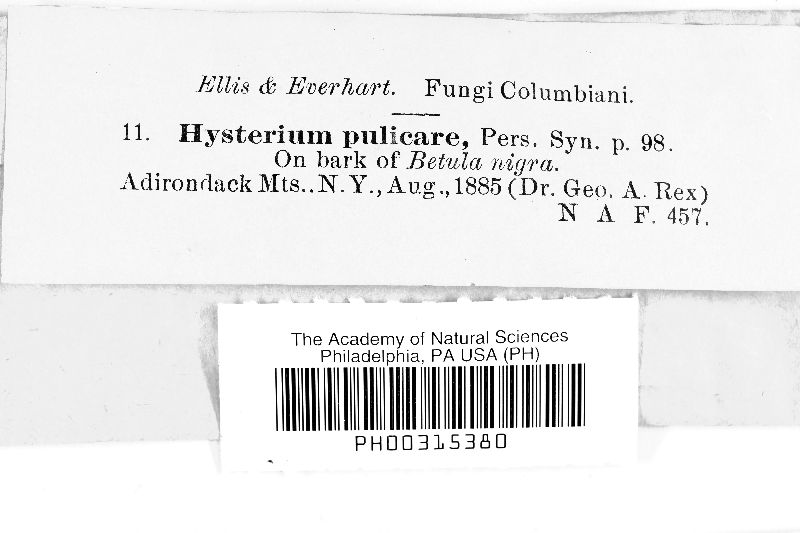 Ellis & Everhart. Fungi Columbiani.
11. Hysterium pulicare, Pers. Syn. p. 98.
On bark of Betula nigra.
Adirondack Mts..N.Y., Aug., 1885 (Dr. Geo. A. Rex)
N A F. 457.
The Academy of Natural Sciences
Philadelphia, PA USA (PH)
PH00315380